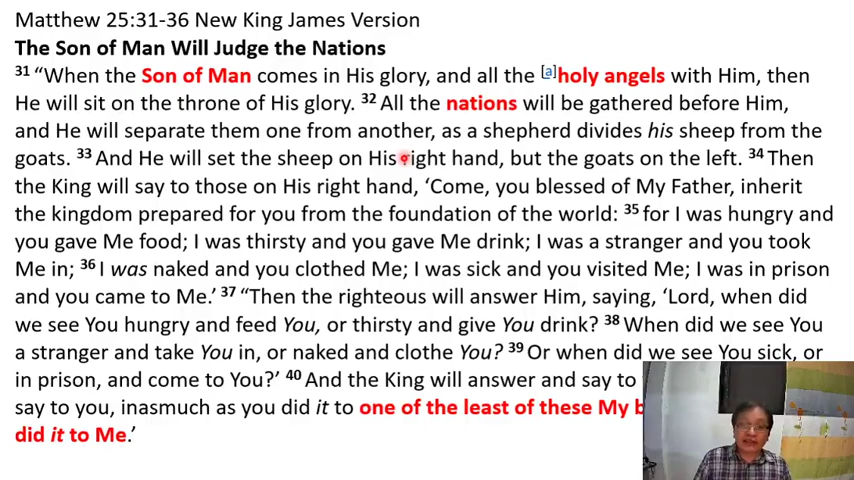 Matthew 25:31-36 New King James Version
The Son of Man Will Judge the Nations
31 “When the Son of Man comes in His glory, and all the [a]holy angels with Him, then
He will sit on the throne of His glory. 32 All the nations will be gathered before Him,
and He will separate them one from another, as a shepherd divides his sheep from the
goats. 33 And He will set the sheep on His right hand, but the goats on the left. 34 Then
the King will say to those on His right hand, ‘Come, you blessed of My Father, inherit
the kingdom prepared for you from the foundation of the world: 35 for I was hungry and
you gave Me food; I was thirsty and you gave Me drink; I was a stranger and you took
Me in; 36 I was naked and you clothed Me; I was sick and you visited Me; I was in prison
and you came to Me.’ 37 “Then the righteous will answer Him, saying, ‘Lord, when did
we see You hungry and feed You, or thirsty and give You drink? 38 When did we see You
a stranger and take You in, or naked and clothe You? 39 Or when did we see You sick, or
in prison, and come to You?’ 40 And the King will answer and say to
say to you, inasmuch as you did it to one of the least of these My
did it to Me.’